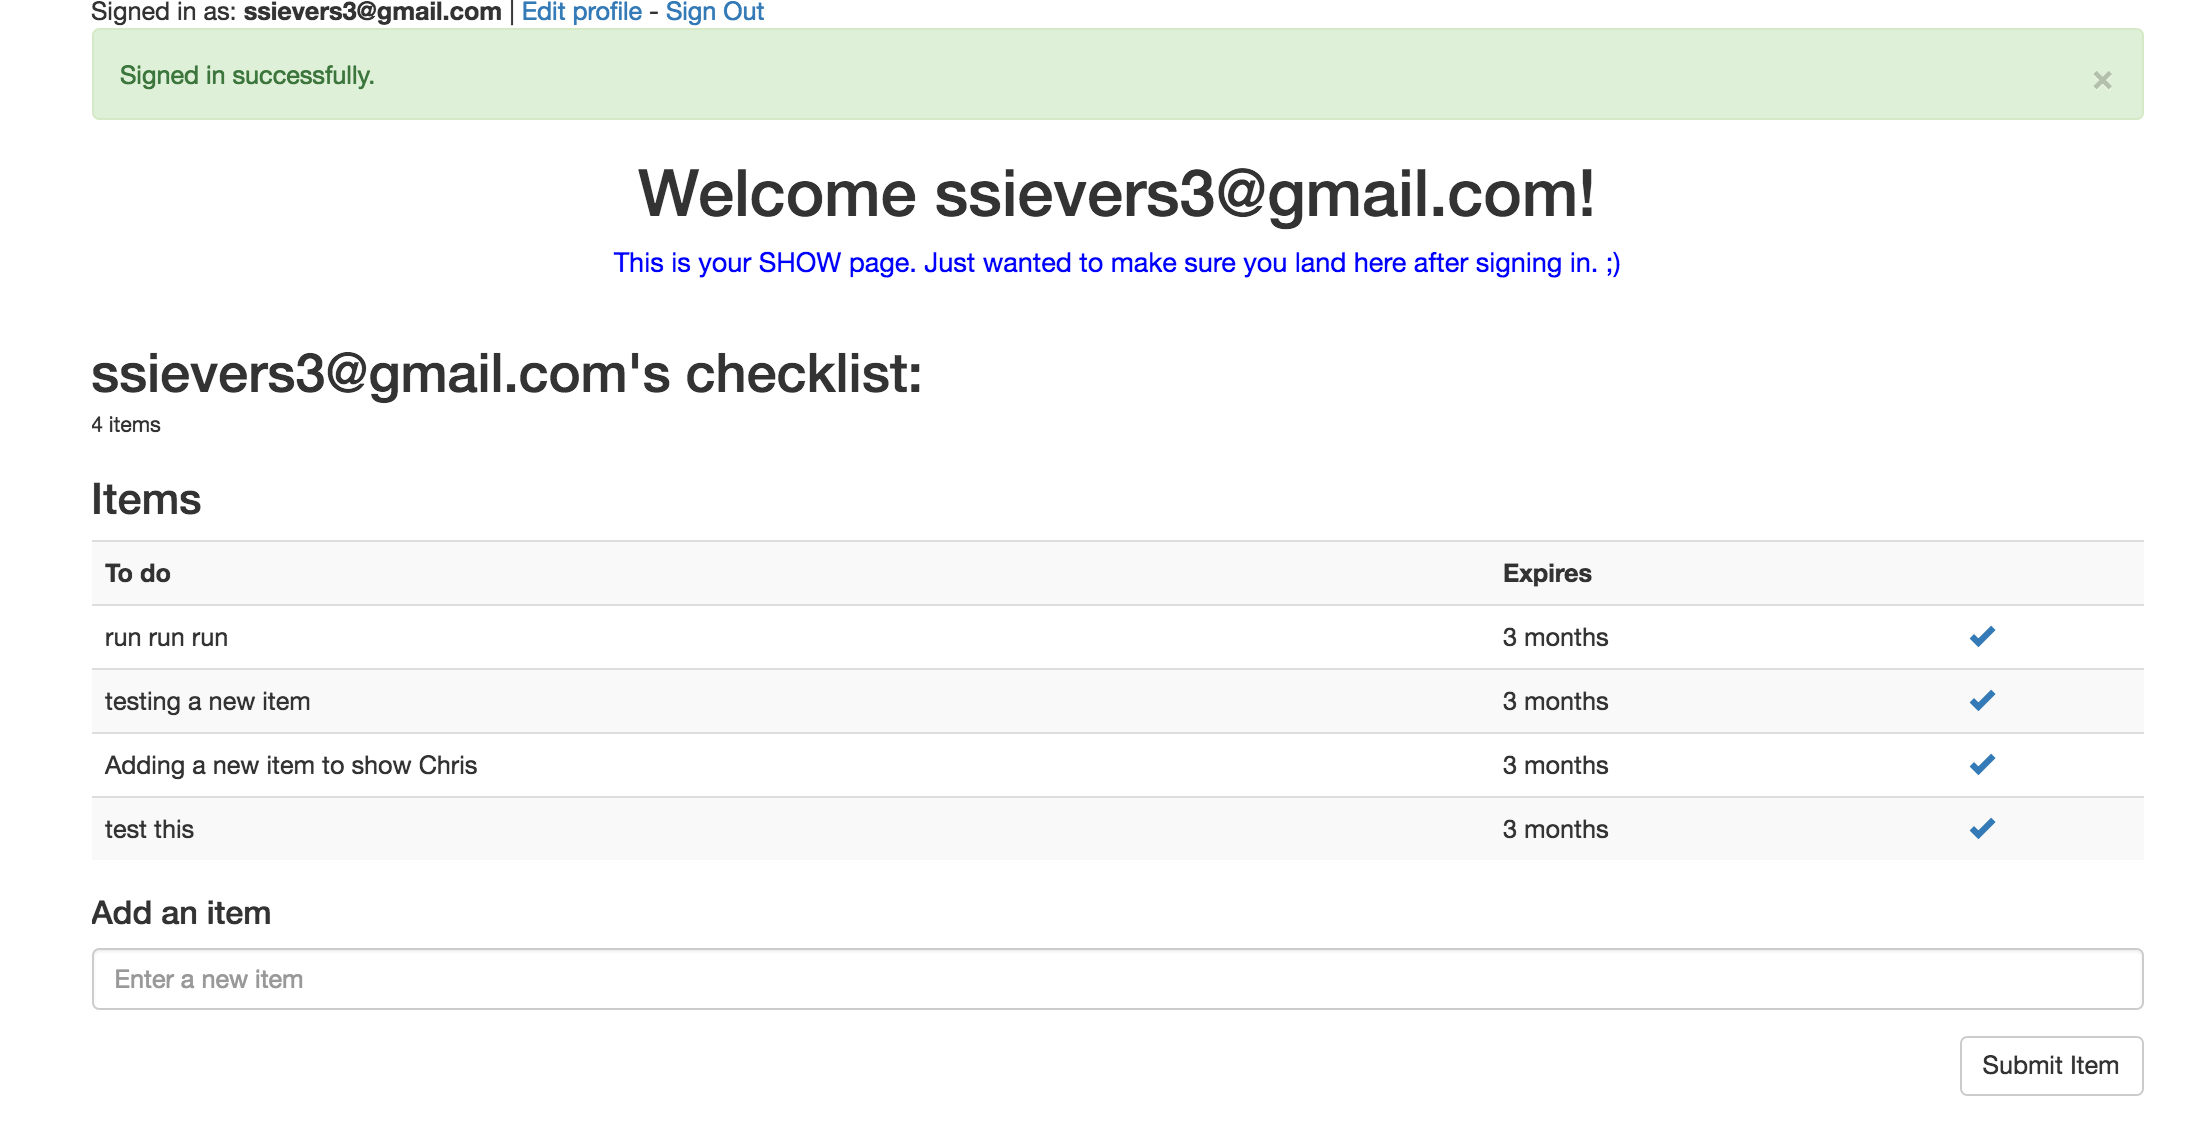 Signed in as: ssievers3@gmail.com | Edit profile - Sign Out
Signed in successfully. ×
Welcome ssievers3@gmail.com!
This is your SHOW page. Just wanted to make sure you land here after signing in. ;)
ssievers3@gmail.com's checklist:
4 items
Items
To do Expires
run run run 3 months
testing a new item 3 months
Adding a new item to show Chris 3 months
test this 3 months
Add an item
Enter a new item
Submit Item